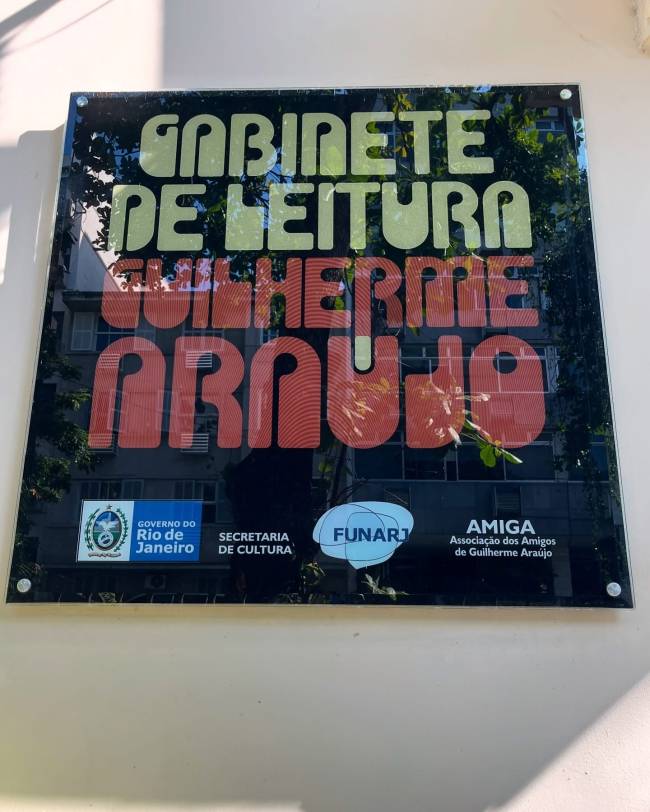 GABINETE
DE LEITURA
GUILHERME
ARAÚJO
GOVERNO DO
Rio de
Janeiro
SECRETARIA
DE CULTURA
FUNARJ
AMIGA
Associação dos Amigos
de Guilherme Araújo